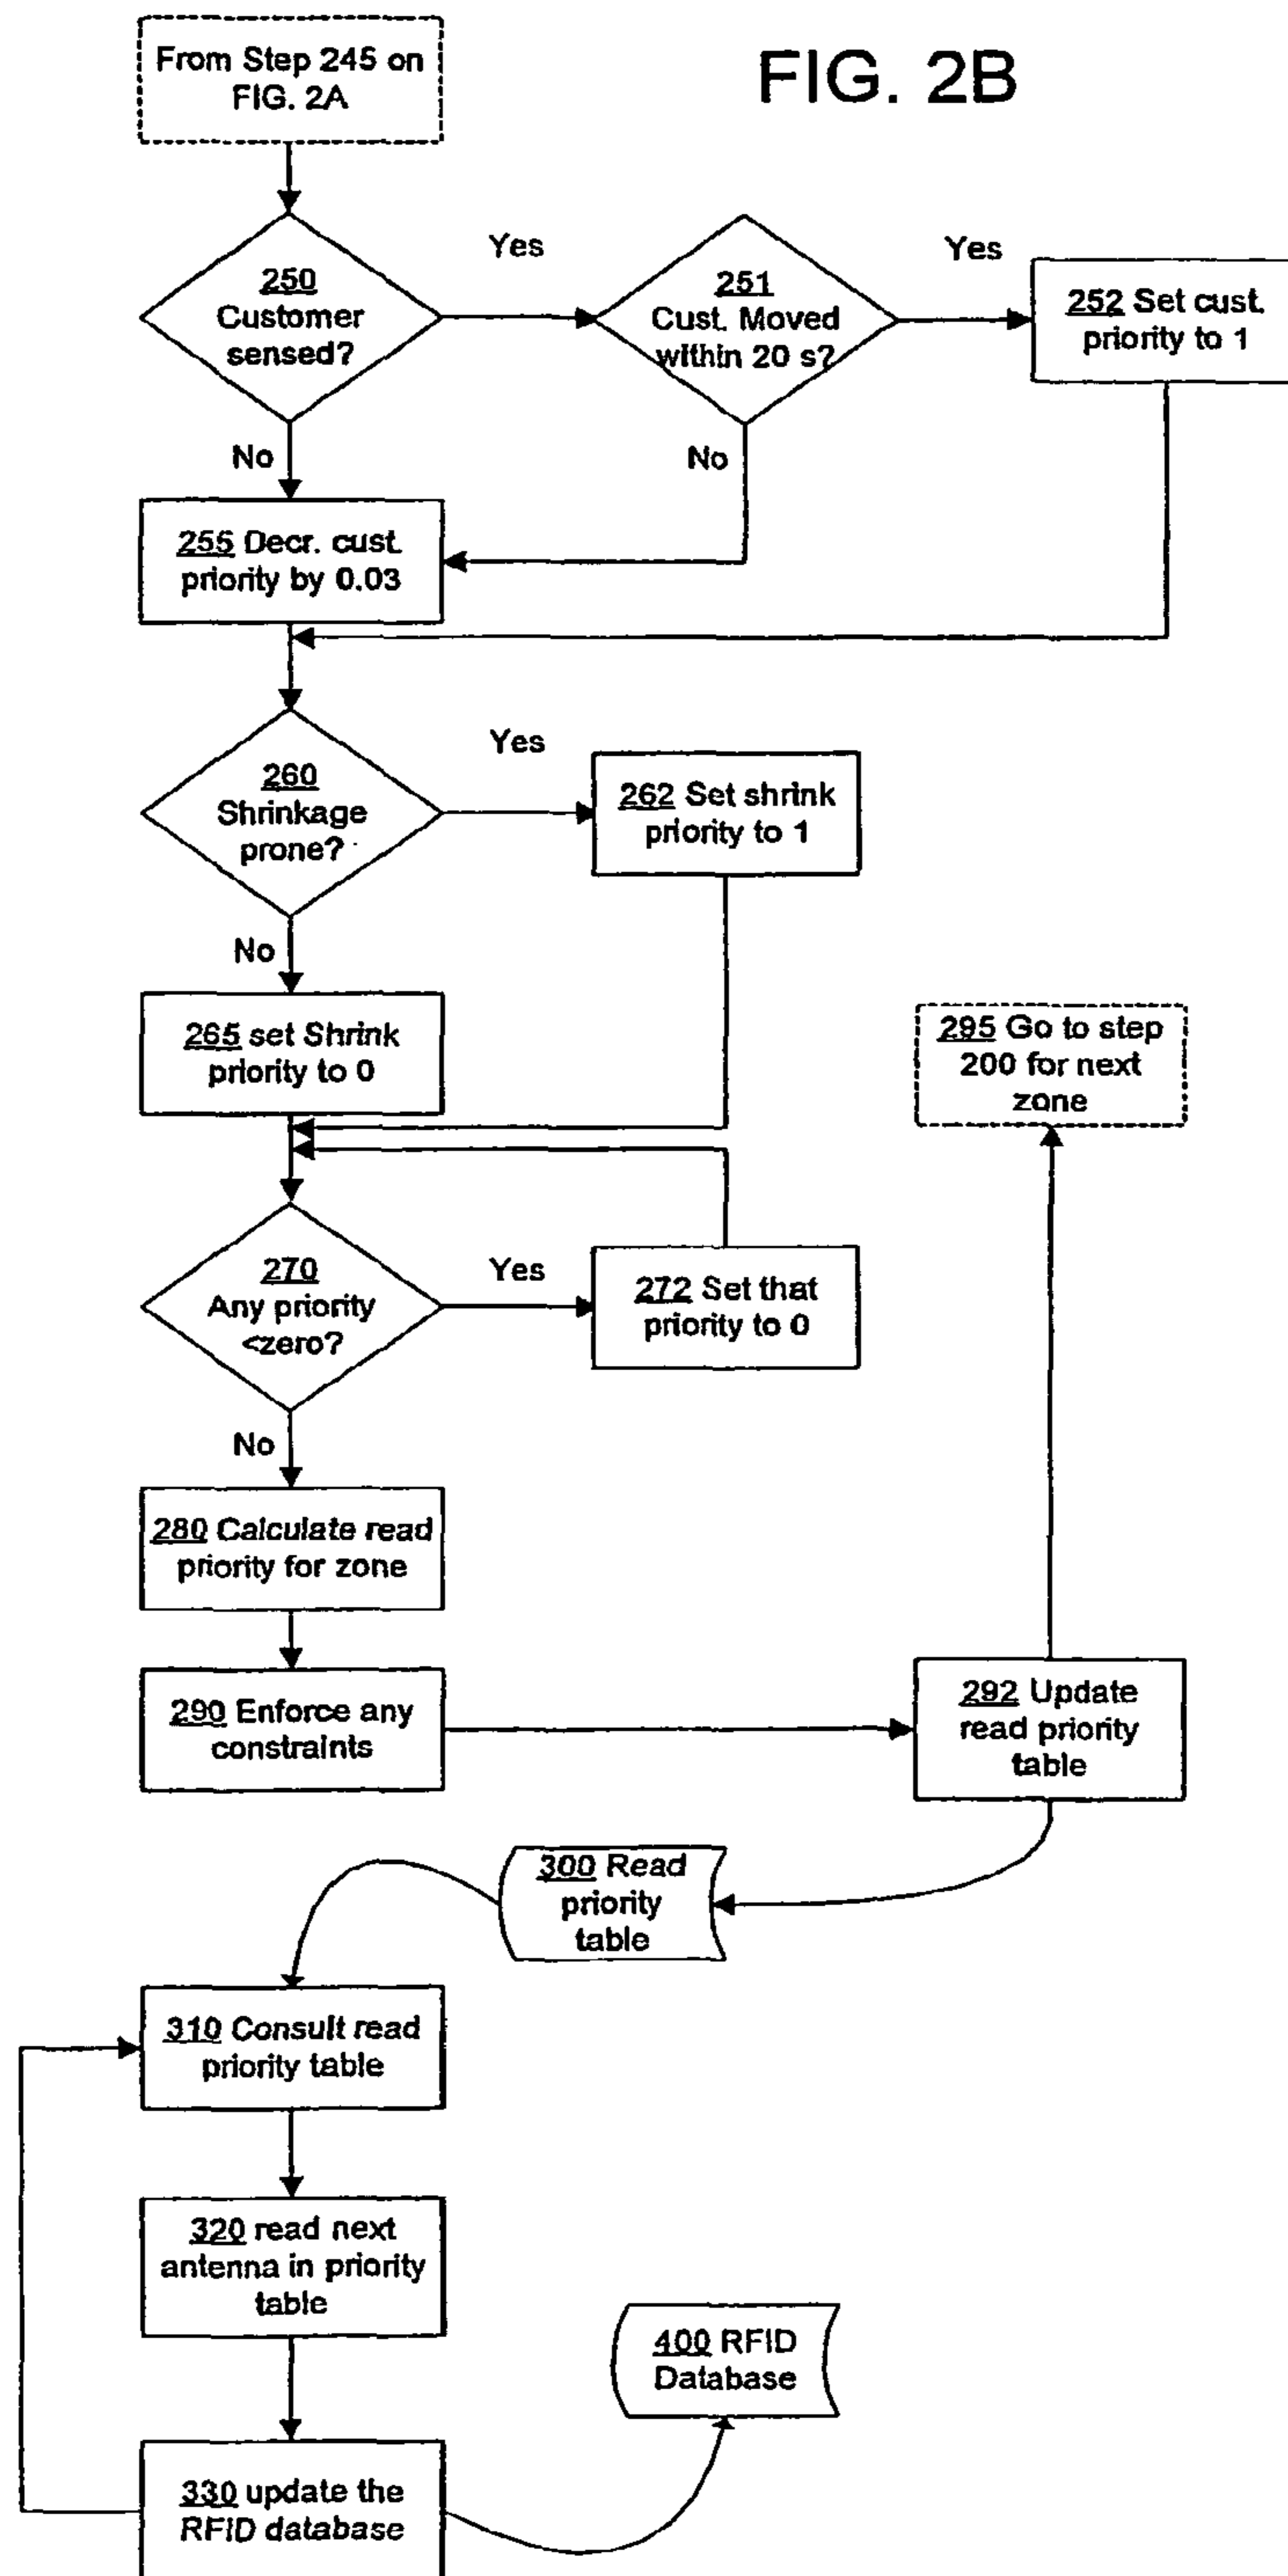 From Step 245 on
FIG. 2A
FIG. 2B
250
Customer
sensed?
Yes
251
Cust. Moved
within 20 s?
Yes
252 Set cust.
priority to 1
No
No
255 Decr. cust.
priority by 0.03
260
Shrinkage
prone?
Yes
262 Set shrink
priority to 1
No
265 set Shrink
priority to 0
295 Go to step
200 for next
zone
270
Any priority
<zero?
Yes
272 Set that
priority to 0
No
280 Calculate read
priority for zone
290 Enforce any
constraints
292 Update
read priority
table
300 Read
priority
table
310 Consult read
priority table
320 read next
antenna in priority
table
400 RFID
Database
330 update the
RFID database